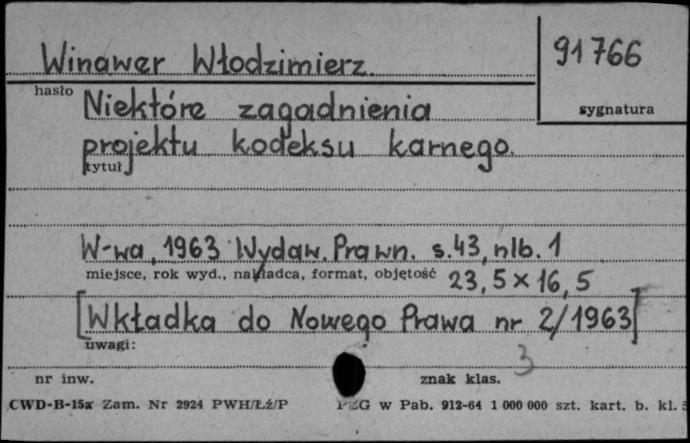 Winawer Włodzimierz.
91766
hasło
sygnatura
Niektóre zagadnienia
projektu kodeksu karnego.
tytuł
W-wa, 1963 Wydaw. Prawn. s.43, nlb. 1
miejsce, rok wyd., nakładca, format, objętość
23,5 × 16,5
[Wkładka do Nowego Prawa nr 2/1963]
uwagi:
3
nr inw.
znak klas.
CWD-B-15a Zam. Nr 2924 PWH/Łź/P
G w Pab. 912-64 1 000 000 szt. kart. b. kl.